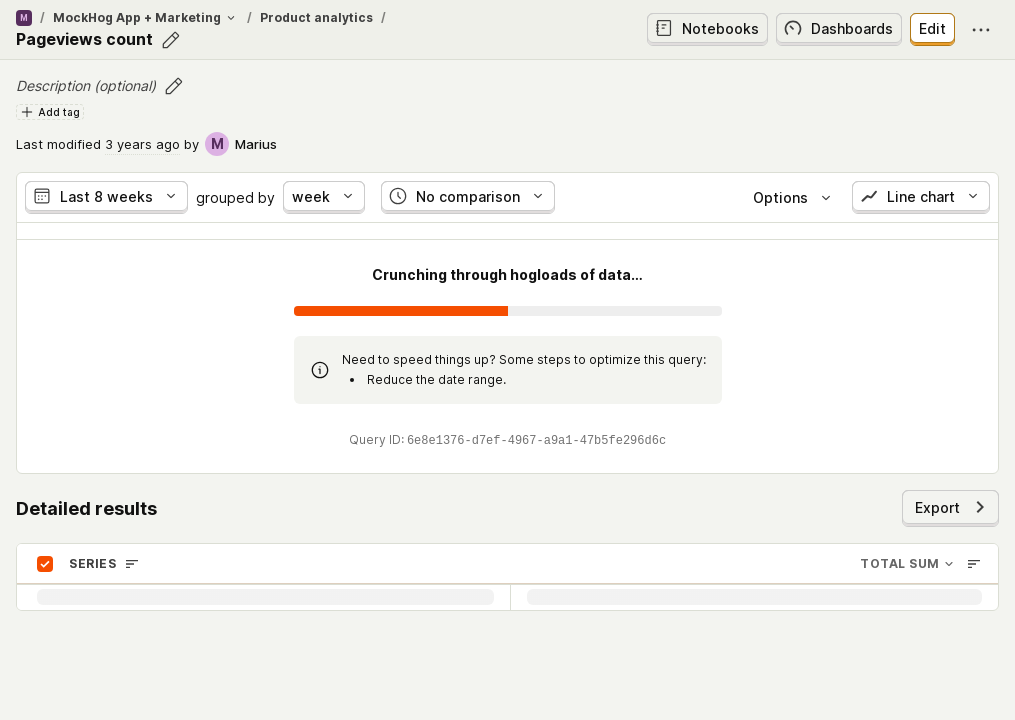 M / MockHog App + Marketing / Product analytics /
Pageviews count
Notebooks Dashboards Edit
Description (optional)
Add tag
Last modified 3 years ago by M Marius
Last 8 weeks grouped by week No comparison Options Line chart
Crunching through hogloads of data...
Need to speed things up? Some steps to optimize this query:
• Reduce the date range.
Query ID: 6e8e1376-d7ef-4967-a9a1-47b5fe296d6c
Detailed results Export
SERIES TOTAL SUM